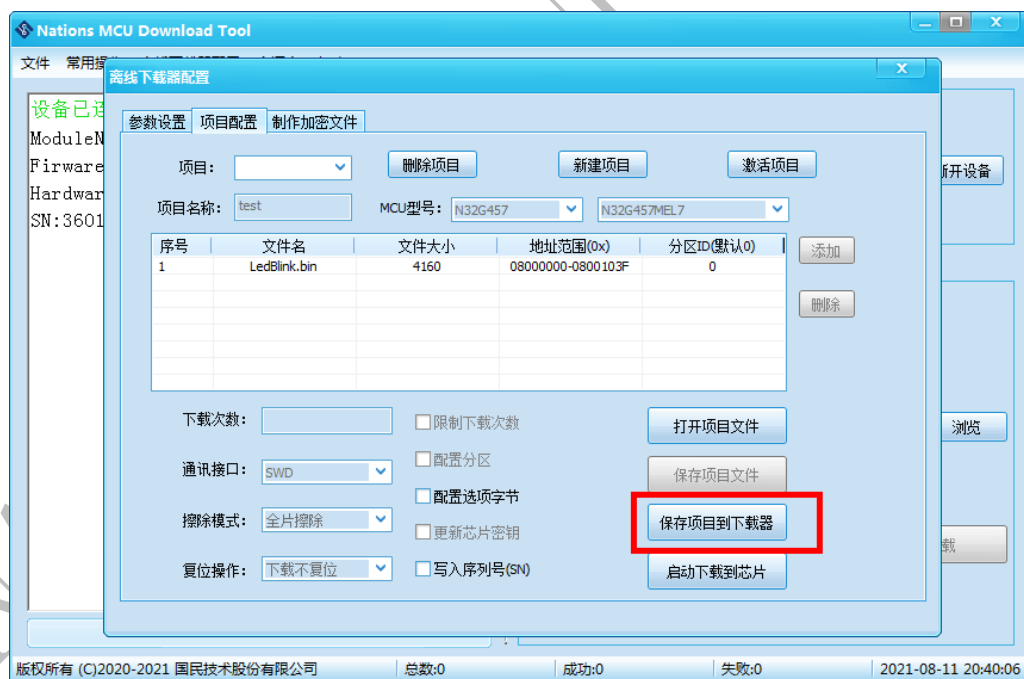 Nations MCU Download Tool
文件 常用操
离线下载器配置
设备已连
ModuleN
Firware
Hardwar
SN:3601
参数设置 项目配置 制作加密文件
项目： 删除项目 新建项目 激活项目
开设备
项目名称： test MCU型号： N32G457 N32G457MEL7
序号 文件名 文件大小 地址范围(0x) 分区ID(默认0) 添加
1 LedBlink.bin 4160 08000000-0800103F 0
删除
下载次数： 限制下载次数 打开项目文件 浏览
通讯接口： SWD 配置分区 保存项目文件
配置选项字节
擦除模式： 全片擦除 更新芯片密钥 保存项目到下载器
载
复位操作： 下载不复位 写入序列号(SN) 启动下载到芯片
版权所有 (C)2020-2021 国民技术股份有限公司 总数:0 成功:0 失败:0 2021-08-11 20:40:06